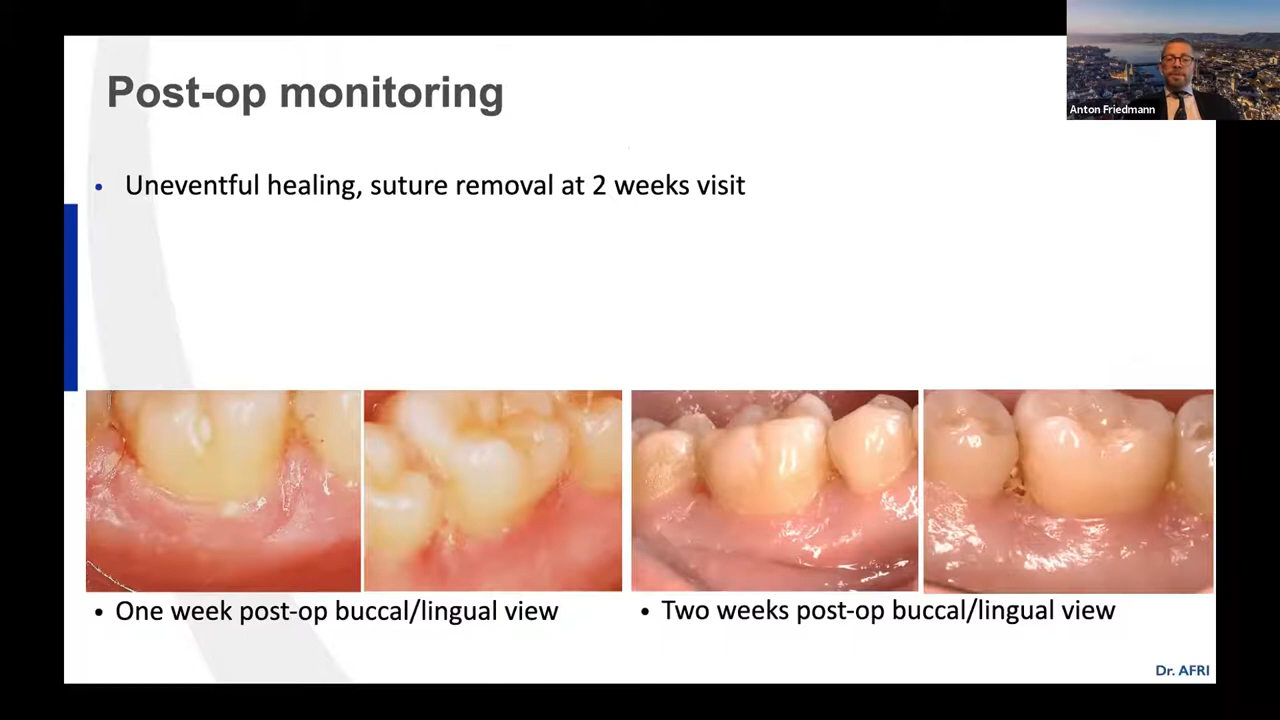 Post-op monitoring
Anton Friedmann
• Uneventful healing, suture removal at 2 weeks visit
• One week post-op buccal/lingual view
• Two weeks post-op buccal/lingual view
Dr. AFRI